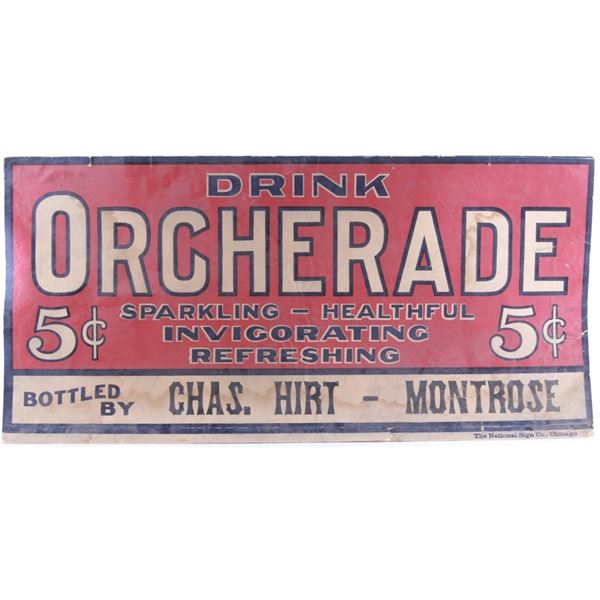 DRINK
ORCHERADE
5¢ SPARKLING – HEALTHFUL 5¢
INVIGORATING
REFRESHING
BOTTLED BY CHAS. HIRT – MONTROSE
The National Sign Co., Chicago